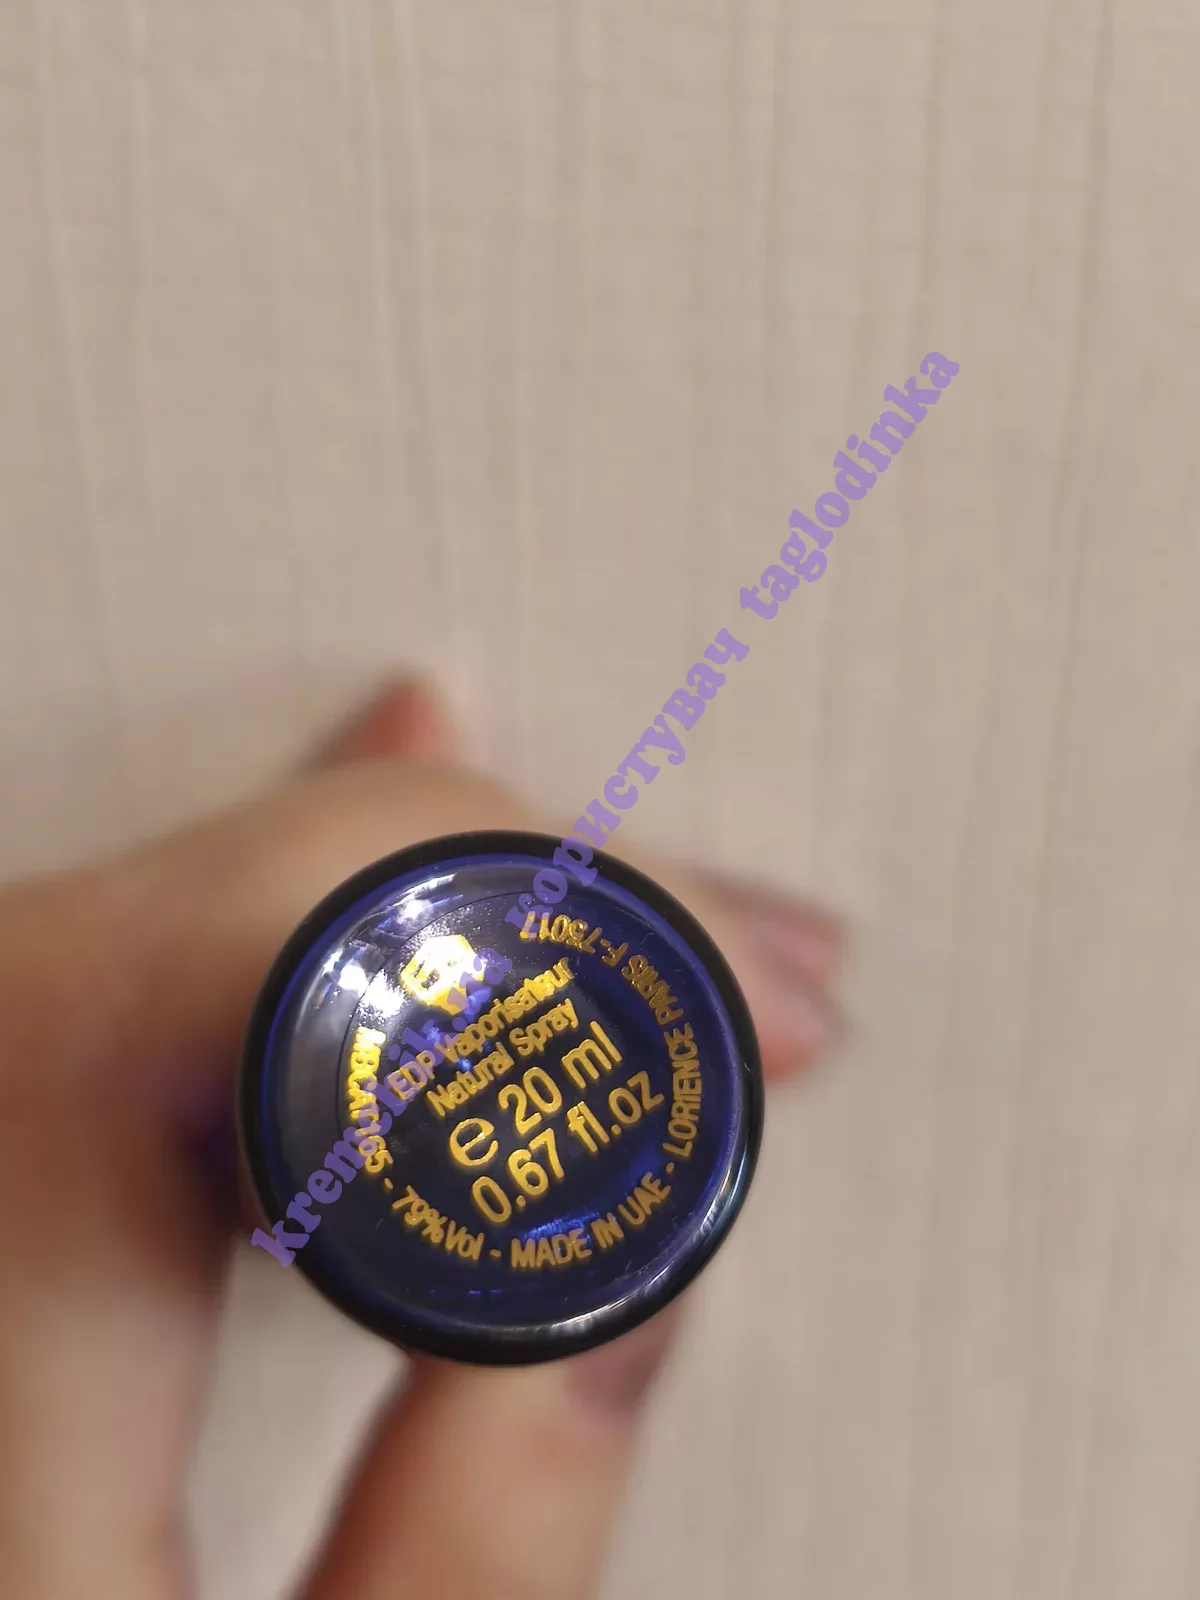 EDP Vaporisateur
Natural Spray
e 20 ml
0.67 fl.oz
- 79%Vol - MADE IN UAE - LORIENCE PARIS F-75017
kremchik.ua користувач taglodinka